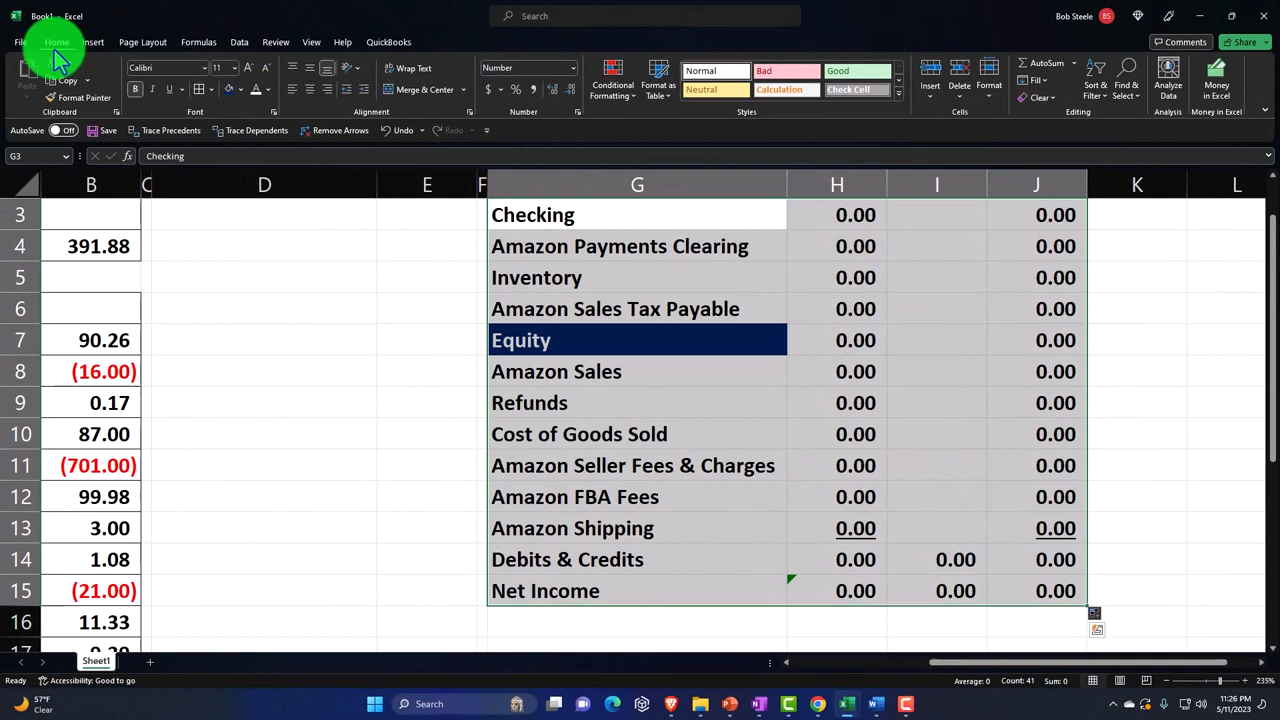 Book1 - Excel
Search
Bob Steele BS
File Home Insert Page Layout Formulas Data Review View Help QuickBooks
Comments Share
Calibri 11 Wrap Text Number Normal Bad Good AutoSum
Copy
Paste Conditional Formatting Format as Table Insert Delete Format Fill Sort & Filter Find & Select Analyze Data Money in Excel
Format Painter B I U Merge & Center $ % Neutral Calculation Check Cell Clear
Clipboard Font Alignment Number Styles Cells Editing Analysis Money in Excel
AutoSave Off Save Trace Precedents Trace Dependents Remove Arrows Undo Redo
G3 fx Checking
B C D E F G H I J K L
3 Checking 0.00 0.00
4 391.88 Amazon Payments Clearing 0.00 0.00
5 Inventory 0.00 0.00
6 Amazon Sales Tax Payable 0.00 0.00
7 90.26 Equity 0.00 0.00
8 (16.00) Amazon Sales 0.00 0.00
9 0.17 Refunds 0.00 0.00
10 87.00 Cost of Goods Sold 0.00 0.00
11 (701.00) Amazon Seller Fees & Charges 0.00 0.00
12 99.98 Amazon FBA Fees 0.00 0.00
13 3.00 Amazon Shipping 0.00 0.00
14 1.08 Debits & Credits 0.00 0.00 0.00
15 (21.00) Net Income 0.00 0.00 0.00
16 11.33
17
Sheet1
Ready Accessibility: Good to go Average: 0 Count: 41 Sum: 0 235%
57°F
Clear
Search
11:26 PM
5/11/2023